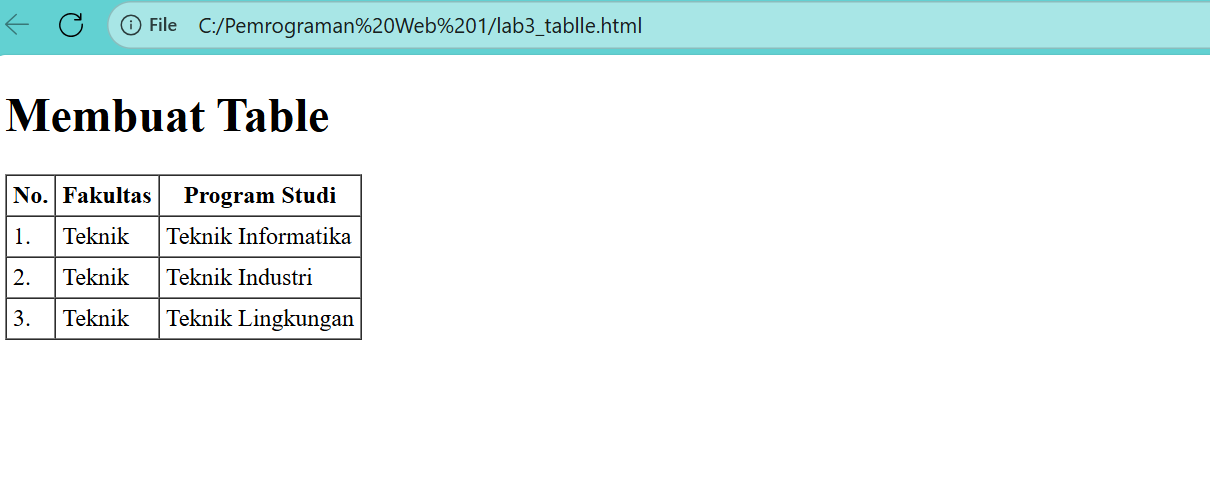 File C:/Pemrograman%20Web%201/lab3_tablle.html
Membuat Table
No. Fakultas Program Studi
1. Teknik Teknik Informatika
2. Teknik Teknik Industri
3. Teknik Teknik Lingkungan